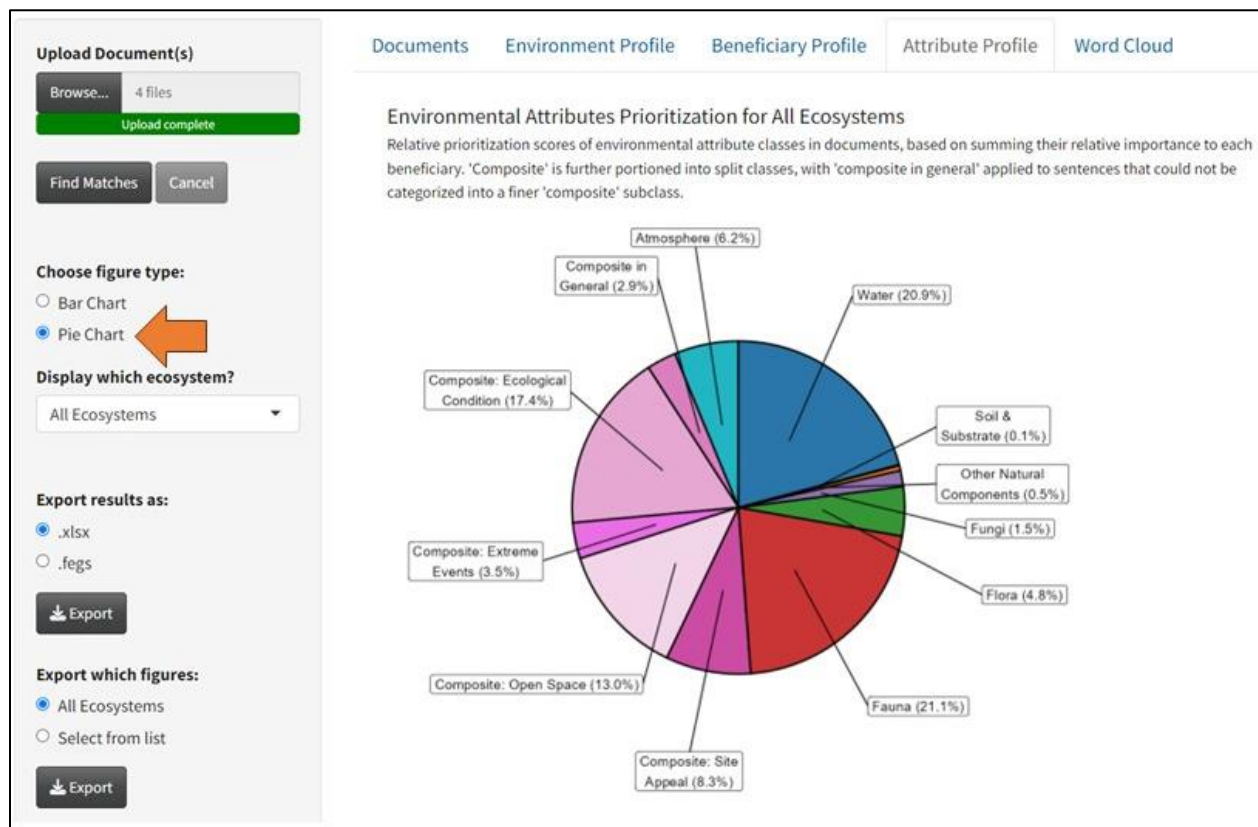 Upload Document(s)
Browse... 4 files
Upload complete
Find Matches Cancel
Choose figure type:
Bar Chart
Pie Chart
Display which ecosystem?
All Ecosystems
Export results as:
.xlsx
.fegs
Export
Export which figures:
All Ecosystems
Select from list
Export
Documents Environment Profile Beneficiary Profile Attribute Profile Word Cloud
Environmental Attributes Prioritization for All Ecosystems
Relative prioritization scores of environmental attribute classes in documents, based on summing their relative importance to each
beneficiary. 'Composite' is further portioned into split classes, with 'composite in general' applied to sentences that could not be
categorized into a finer 'composite' subclass.
Atmosphere (6.2%)
Composite in
General (2.9%)
Water (20.9%)
Composite: Ecological
Condition (17.4%)
Soil &
Substrate (0.1%)
Other Natural
Components (0.5%)
Fungi (1.5%)
Composite: Extreme
Events (3.5%)
Flora (4.8%)
Composite: Open Space (13.0%)
Fauna (21.1%)
Composite: Site
Appeal (8.3%)